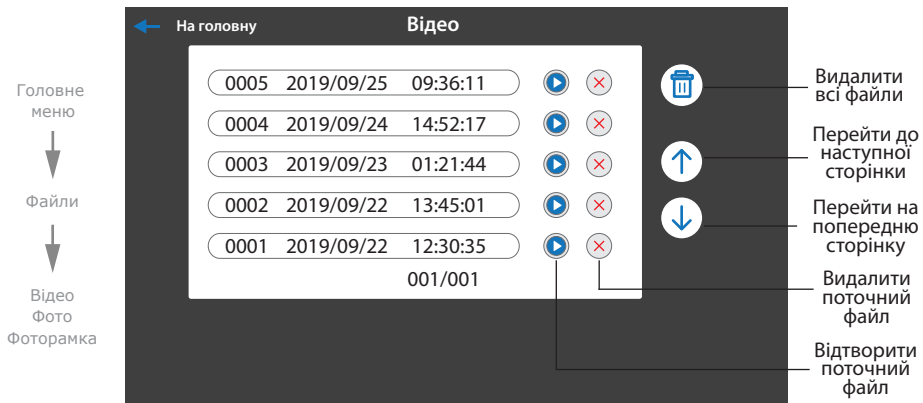 На головну
Відео
0005 2019/09/25 09:36:11
0004 2019/09/24 14:52:17
0003 2019/09/23 01:21:44
0002 2019/09/22 13:45:01
0001 2019/09/22 12:30:35
001/001
Головне
меню
Файли
Відео
Фото
Фоторамка
Видалити
всі файли
Перейти до
наступної
сторінки
Перейти на
попередню
сторінку
Видалити
поточний
файл
Відтворити
поточний
файл